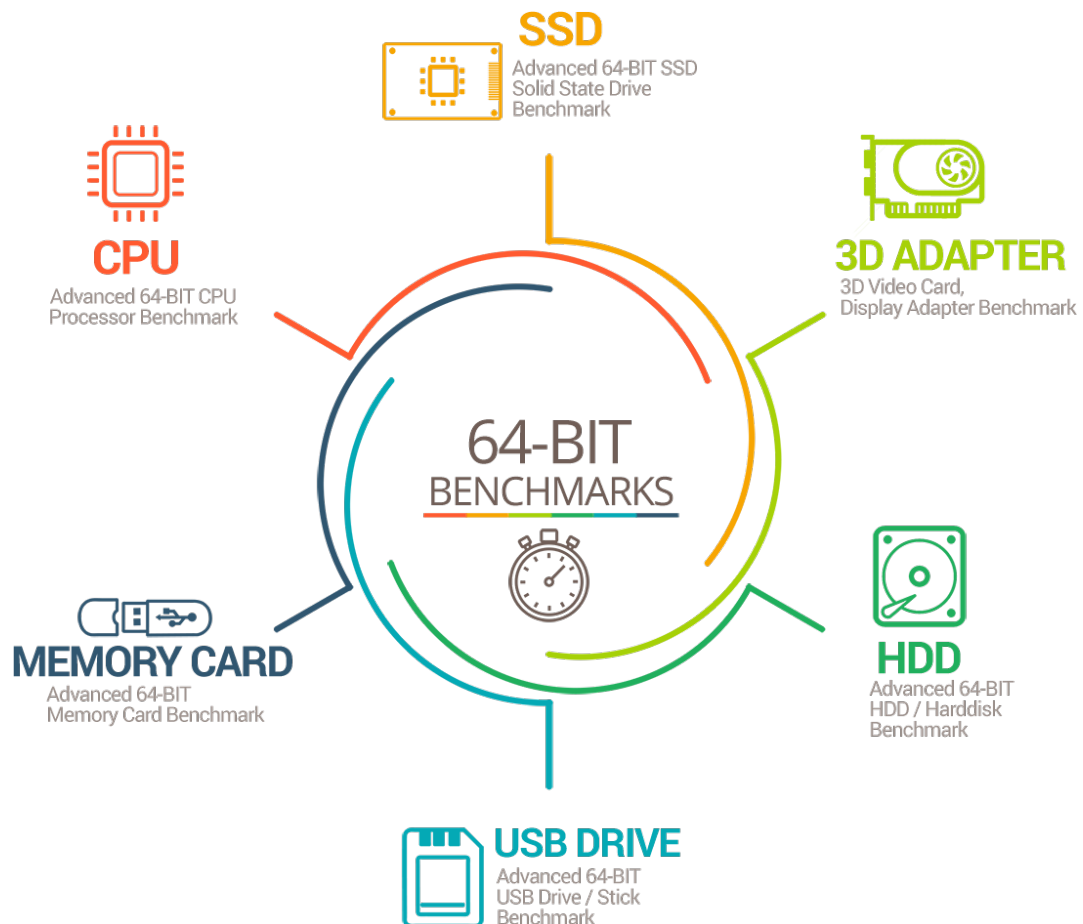 SSD
Advanced 64-BIT SSD
Solid State Drive
Benchmark
CPU
Advanced 64-BIT CPU
Processor Benchmark
3D ADAPTER
3D Video Card,
Display Adapter Benchmark
64-BIT
BENCHMARKS
MEMORY CARD
Advanced 64-BIT
Memory Card Benchmark
HDD
Advanced 64-BIT
HDD / Harddisk
Benchmark
USB DRIVE
Advanced 64-BIT
USB Drive / Stick
Benchmark